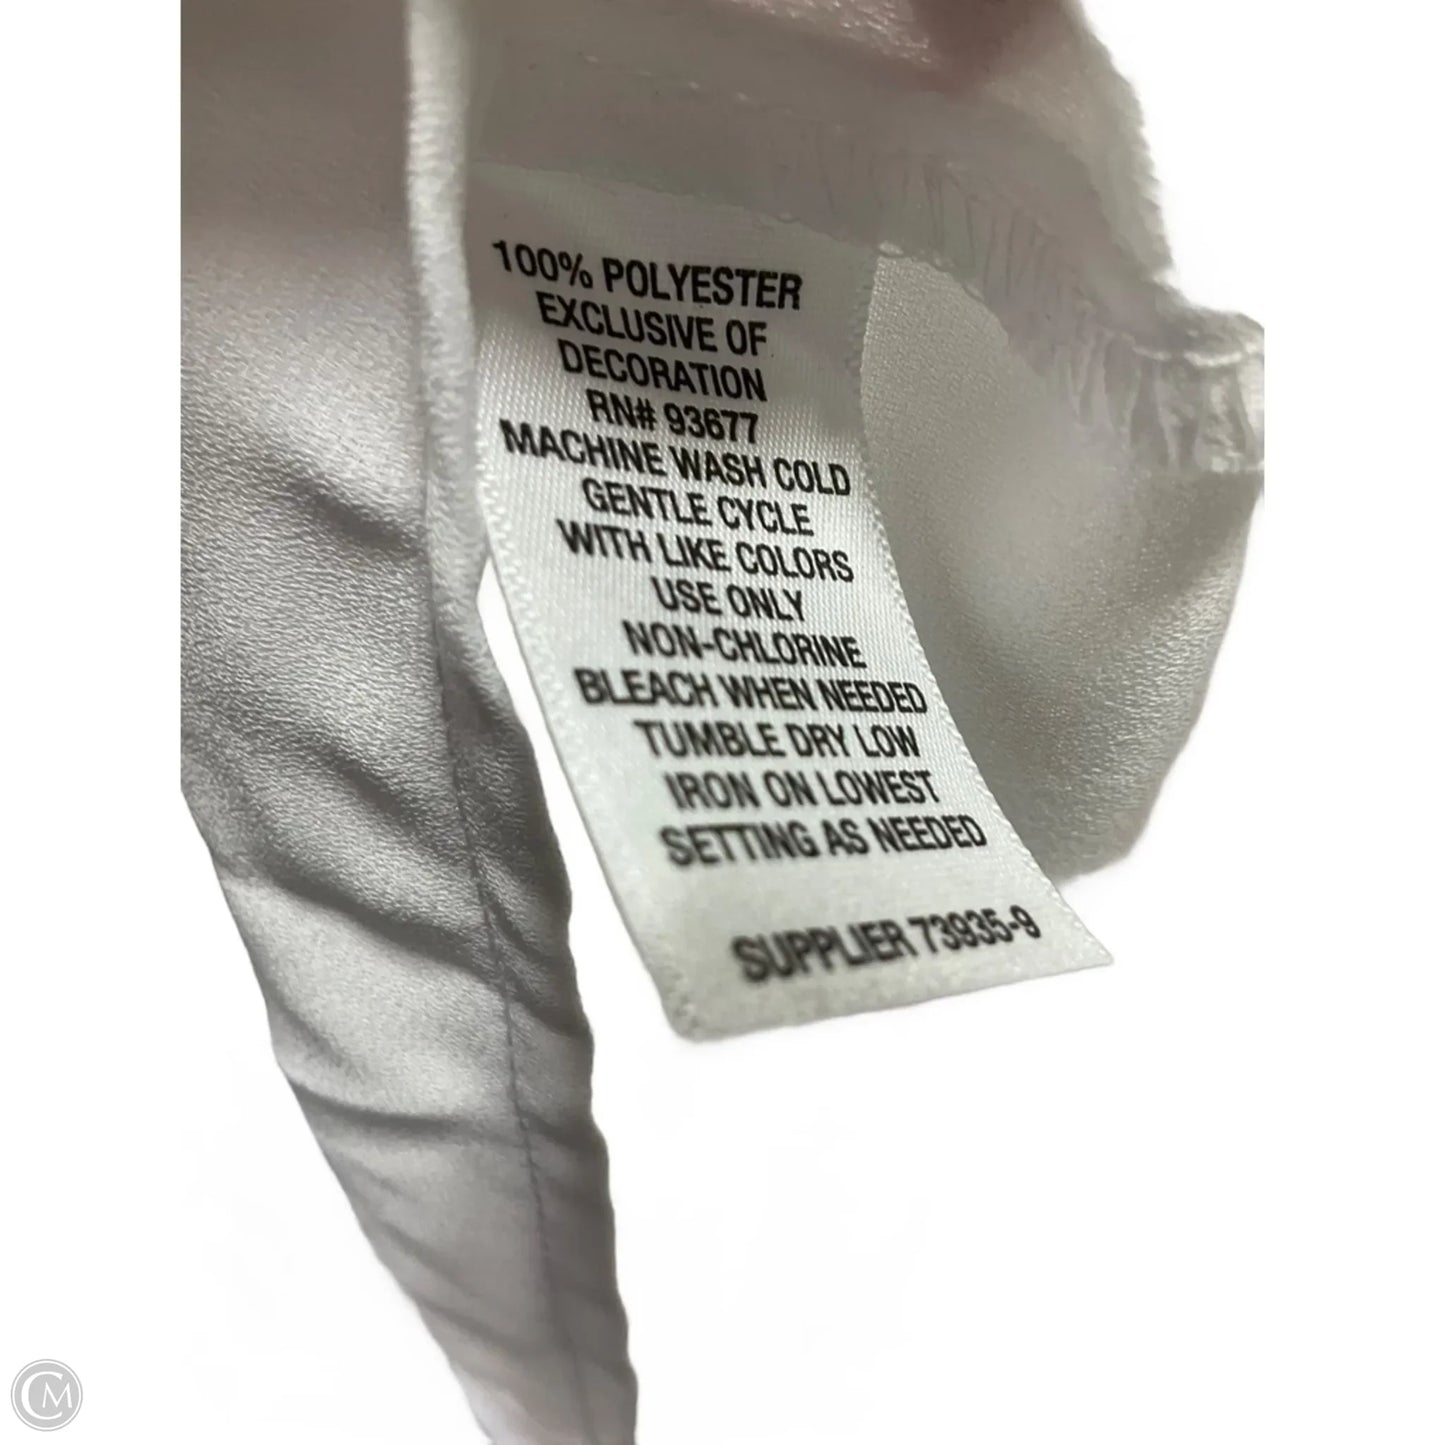 100% POLYESTER
EXCLUSIVE OF
DECORATION
RN# 93677
MACHINE WASH COLD
GENTLE CYCLE
WITH LIKE COLORS
USE ONLY
NON-CHLORINE
BLEACH WHEN NEEDED
TUMBLE DRY LOW
IRON ON LOWEST
SETTING AS NEEDED
SUPPLIER 73935-9
CM